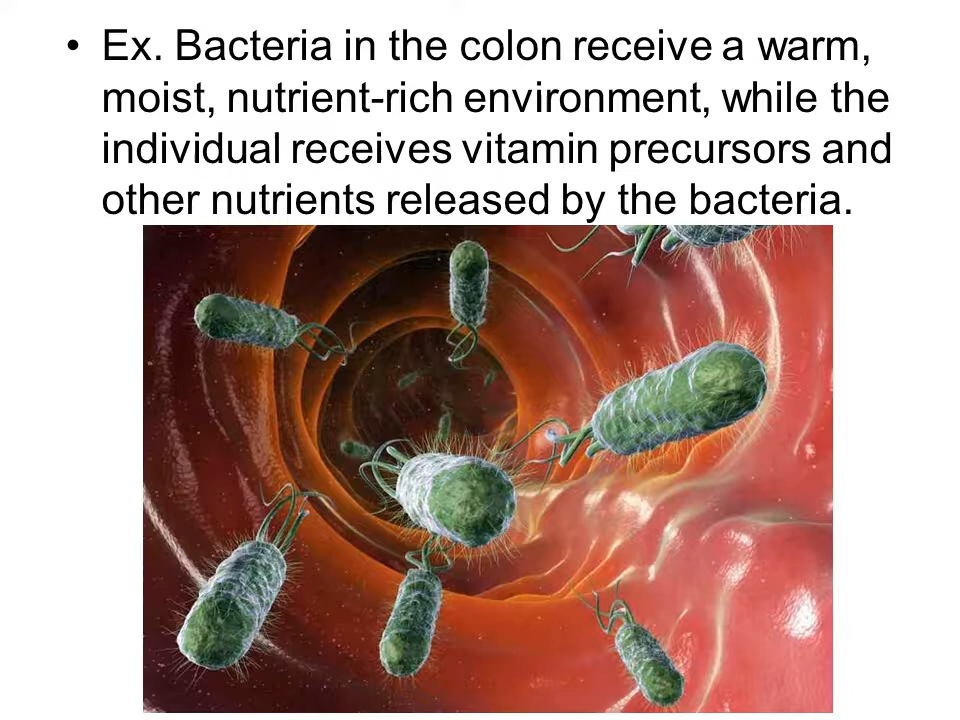 • Ex. Bacteria in the colon receive a warm,
moist, nutrient-rich environment, while the
individual receives vitamin precursors and
other nutrients released by the bacteria.